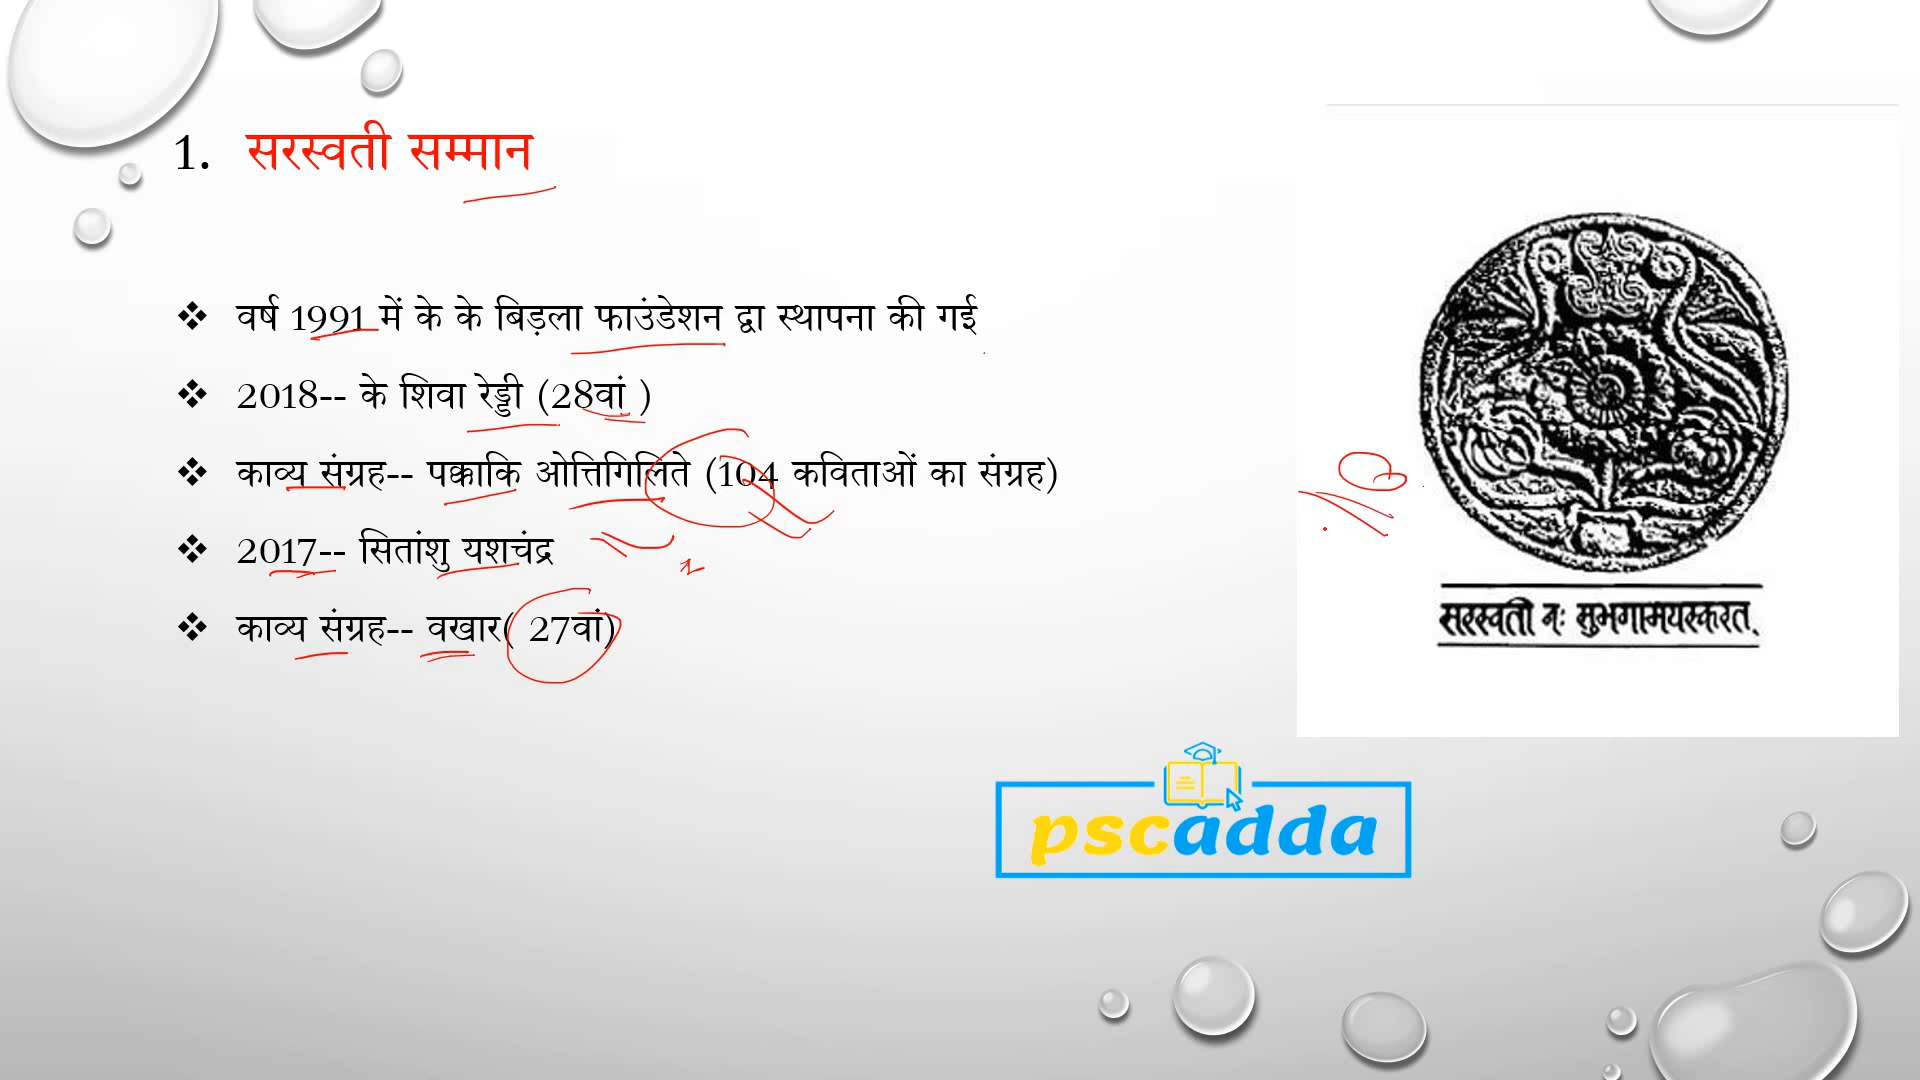 1. सरस्वती सम्मान
❖ वर्ष 1991 में के के बिड़ला फाउंडेशन द्वा स्थापना की गई
❖ 2018-- के शिवा रेड्डी (28वां )
❖ काव्य संग्रह-- पक्काकि ओत्तिगिलिते (104 कविताओं का संग्रह)
❖ 2017-- सितांशु यशचंद्र
❖ काव्य संग्रह-- वखार( 27वां)
सरस्वती नः सुभगामयस्करत्
pscadda